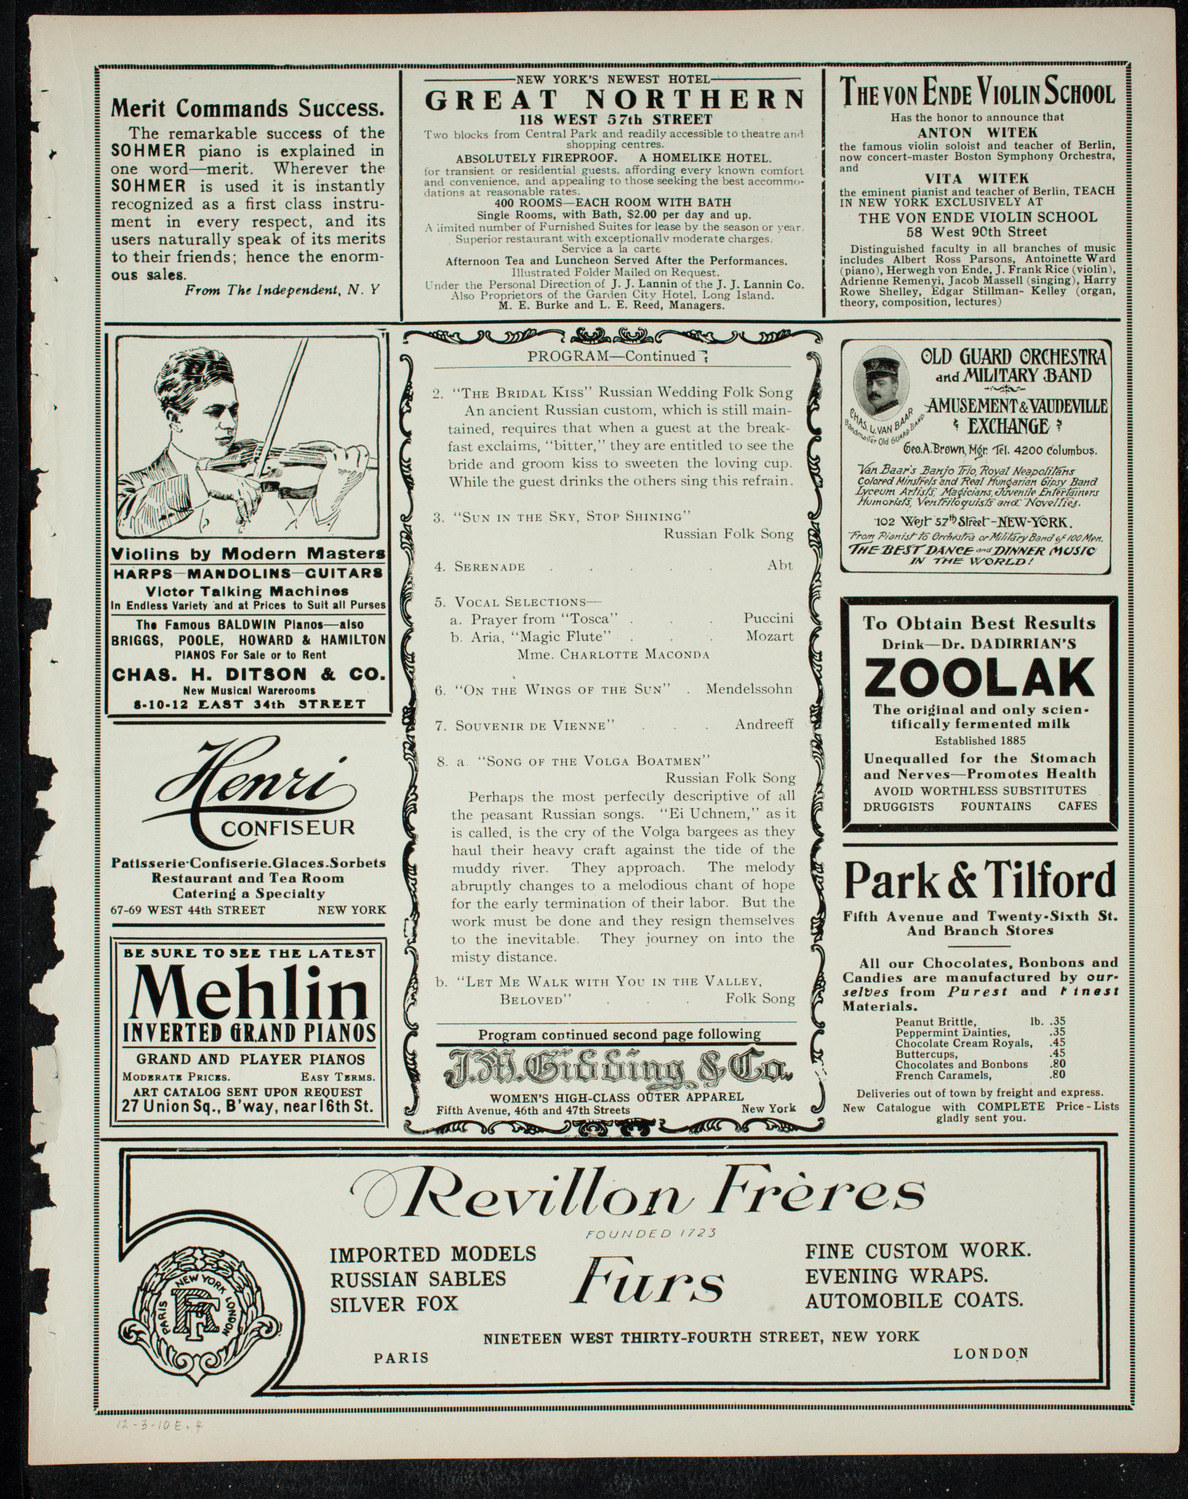 Merit Commands Success.
The remarkable success of the
SOHMER piano is explained in
one word—merit. Wherever the
SOHMER is used it is instantly
recognized as a first class instru-
ment in every respect, and its
users naturally speak of its merits
to their friends; hence the enorm-
ous sales.
From The Independent, N. Y
NEW YORK'S NEWEST HOTEL
GREAT NORTHERN
118 WEST 57th STREET
Two blocks from Central Park and readily accessible to theatre and
shopping centres.
ABSOLUTELY FIREPROOF. A HOMELIKE HOTEL,
for transient or residential guests, affording every known comfort
and convenience, and appealing to those seeking the best accommo-
dations at reasonable rates.
400 ROOMS—EACH ROOM WITH BATH
Single Rooms, with Bath, $2.00 per day and up.
A limited number of Furnished Suites for lease by the season or year.
Superior restaurant with exceptionally moderate charges.
Service a la carte
Afternoon Tea and Luncheon Served After the Performances.
Illustrated Folder Mailed on Request.
Under the Personal Direction of J. J. Lannin of the J. J. Lannin Co.
Also Proprietors of the Garden City Hotel, Long Island.
M. E. Burke and L. E. Reed, Managers.
THE VON ENDE VIOLIN SCHOOL
Has the honor to announce that
ANTON WITEK
the famous violin soloist and teacher of Berlin,
now concert-master Boston Symphony Orchestra,
and
VITA WITEK
the eminent pianist and teacher of Berlin, TEACH
IN NEW YORK EXCLUSIVELY AT
THE VON ENDE VIOLIN SCHOOL
58 West 90th Street
Distinguished faculty in all branches of music
includes Albert Ross Parsons, Antoinette Ward
(piano), Herwegh von Ende, J. Frank Rice (violin),
Adrienne Remenyi, Jacob Massell (singing), Harry
Rowe Shelley, Edgar Stillman- Kelley (organ,
theory, composition, lectures)
Violins by Modern Masters
HARPS—MANDOLINS—GUITARS
Victor Talking Machines
In Endless Variety and at Prices to Suit all Purses
The Famous BALDWIN Pianos—also
BRIGGS, POOLE, HOWARD & HAMILTON
PIANOS For Sale or to Rent
CHAS. H. DITSON & CO.
New Musical Warerooms
8-10-12 EAST 34th STREET
Henri
CONFISEUR
Patisserie-Confiserie.Glaces.Sorbets
Restaurant and Tea Room
Catering a Specialty
67-69 WEST 44th STREET NEW YORK
BE SURE TO SEE THE LATEST
Mehlin
INVERTED GRAND PIANOS
GRAND AND PLAYER PIANOS
MODERATE PRICES. EASY TERMS.
ART CATALOG SENT UPON REQUEST
27 Union Sq., B'way, near 16th St.
PROGRAM—Continued
2. "THE BRIDAL KISS" Russian Wedding Folk Song
An ancient Russian custom, which is still main-
tained, requires that when a guest at the break-
fast exclaims, "bitter," they are entitled to see the
bride and groom kiss to sweeten the loving cup.
While the guest drinks the others sing this refrain.
3. "SUN IN THE SKY, STOP SHINING"
Russian Folk Song
4. SERENADE . . . . . Abt
5. VOCAL SELECTIONS—
a. Prayer from "Tosca" . . . Puccini
b. Aria, "Magic Flute" . . . Mozart
Mme. CHARLOTTE MACONDA
6. "ON THE WINGS OF THE SUN" . Mendelssohn
7. SOUVENIR DE VIENNE" . . . Andreeff
8. a "SONG OF THE VOLGA BOATMEN"
Russian Folk Song
Perhaps the most perfectly descriptive of all
the peasant Russian songs. "Ei Uchnem," as it
is called, is the cry of the Volga bargees as they
haul their heavy craft against the tide of the
muddy river. They approach. The melody
abruptly changes to a melodious chant of hope
for the early termination of their labor. But the
work must be done and they resign themselves
to the inevitable. They journey on into the
misty distance.
b. "LET ME WALK WITH YOU IN THE VALLEY,
BELOVED" . . . Folk Song
Program continued second page following
J.M.Gidding & Co.
WOMEN'S HIGH-CLASS OUTER APPAREL
Fifth Avenue, 46th and 47th Streets New York
OLD GUARD ORCHESTRA
and MILITARY BAND
AMUSEMENT & VAUDEVILLE
EXCHANGE
CHAS. L. VAN BAAR
Bandmaster Old GUARD BAND
Geo. A. Brown, Mgr. Tel. 4200 Columbus.
Van Baar's Banjo Trio, Royal Neapolitans
Colored Minstrels and Real Hungarian Gipsy Band
Lyceum Artists, Magicians, Juvenile Entertainers
Humorists, Ventriloquists and Novelties.
102 West 57th Street-NEW-YORK.
From Pianist to Orchestra or Military Band of 100 Men.
THE BEST DANCE and DINNER MUSIC
IN THE WORLD!
To Obtain Best Results
Drink—Dr. DADIRRIAN'S
ZOOLAK
The original and only scien-
tifically fermented milk
Established 1885
Unequalled for the Stomach
and Nerves—Promotes Health
AVOID WORTHLESS SUBSTITUTES
DRUGGISTS FOUNTAINS CAFES
Park & Tilford
Fifth Avenue and Twenty-Sixth St.
And Branch Stores
All our Chocolates, Bonbons and
Candies are manufactured by our-
selves from Purest and Finest
Materials.
Peanut Brittle, lb. .35
Peppermint Dainties, .35
Chocolate Cream Royals, .45
Buttercups, .45
Chocolates and Bonbons .80
French Caramels, .80
Deliveries out of town by freight and express.
New Catalogue with COMPLETE Price-Lists
gladly sent you.
Revillon Frères
FOUNDED 1723
Furs
IMPORTED MODELS
RUSSIAN SABLES
SILVER FOX
FINE CUSTOM WORK.
EVENING WRAPS.
AUTOMOBILE COATS.
PARIS NEW YORK LONDON
RF
NINETEEN WEST THIRTY-FOURTH STREET, NEW YORK
PARIS LONDON
12-3-10 E. 4